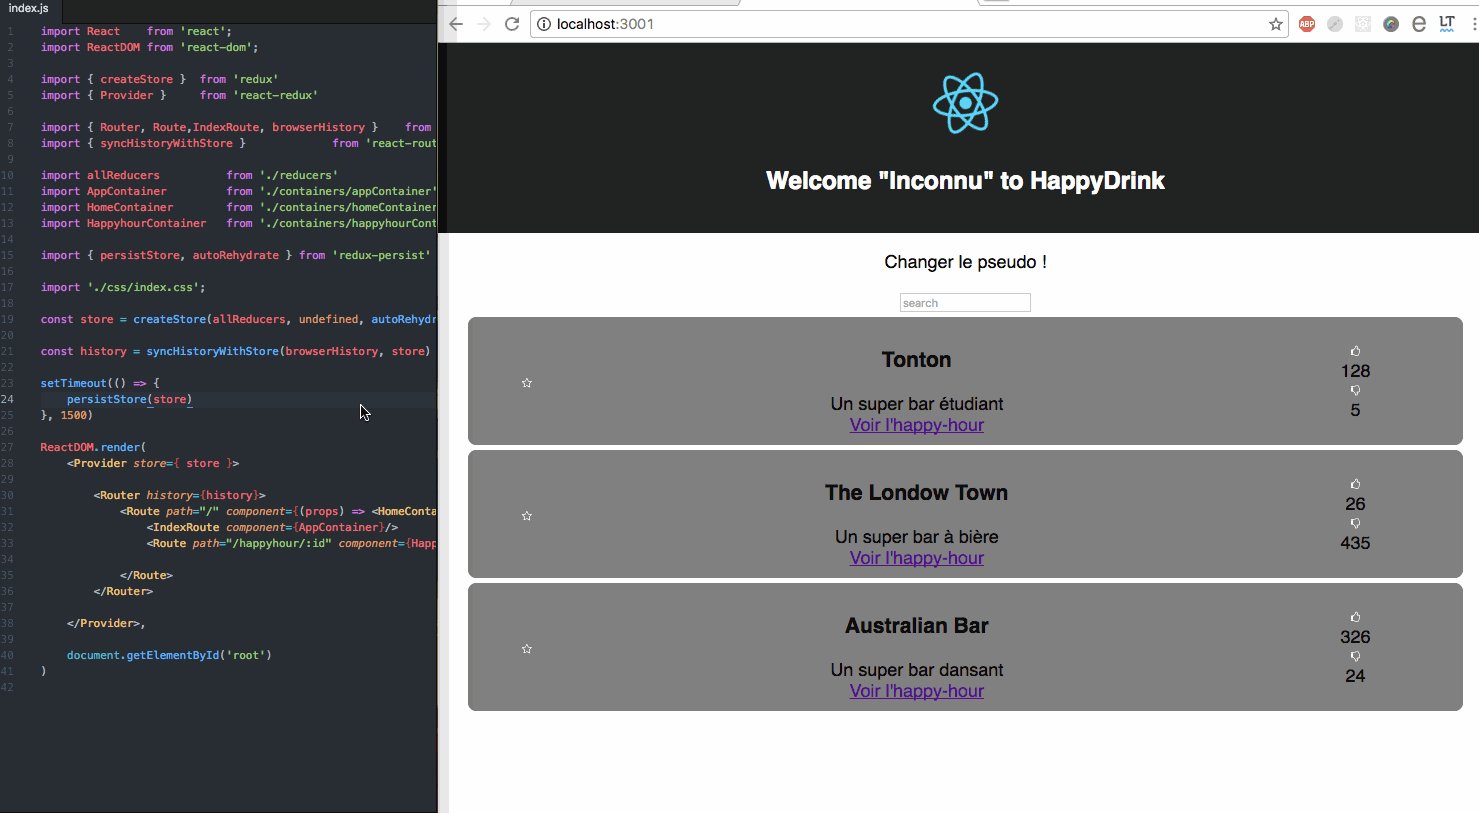 index.js
1 import React from 'react';
2 import ReactDOM from 'react-dom';
3
4 import { createStore } from 'redux'
5 import { Provider } from 'react-redux'
6
7 import { Router, Route,IndexRoute, browserHistory } from
8 import { syncHistoryWithStore } from 'react-rout
9
10 import allReducers from './reducers'
11 import AppContainer from './containers/appContainer'
12 import HomeContainer from './containers/homeContainer
13 import HappyhourContainer from './containers/happyhourCont
14
15 import { persistStore, autoRehydrate } from 'redux-persist'
16
17 import './css/index.css';
18
19 const store = createStore(allReducers, undefined, autoRehydr
20
21 const history = syncHistoryWithStore(browserHistory, store)
22
23 setTimeout(() => {
24 persistStore(store)
25 }, 1500)
26
27 ReactDOM.render(
28 <Provider store={ store }>
29
30 <Router history={history}>
31 <Route path="/" component={(props) => <HomeConta
32 <IndexRoute component={AppContainer}/>
33 <Route path="/happyhour/:id" component={Happ
34
35 </Route>
36 </Router>
37
38 </Provider>,
39
40 document.getElementById('root')
41 )
42
localhost:3001
ABP
LT
Welcome "Inconnu" to HappyDrink
Changer le pseudo !
search
Tonton
Un super bar étudiant
Voir l'happy-hour
128
5
The Londow Town
Un super bar à bière
Voir l'happy-hour
26
435
Australian Bar
Un super bar dansant
Voir l'happy-hour
326
24